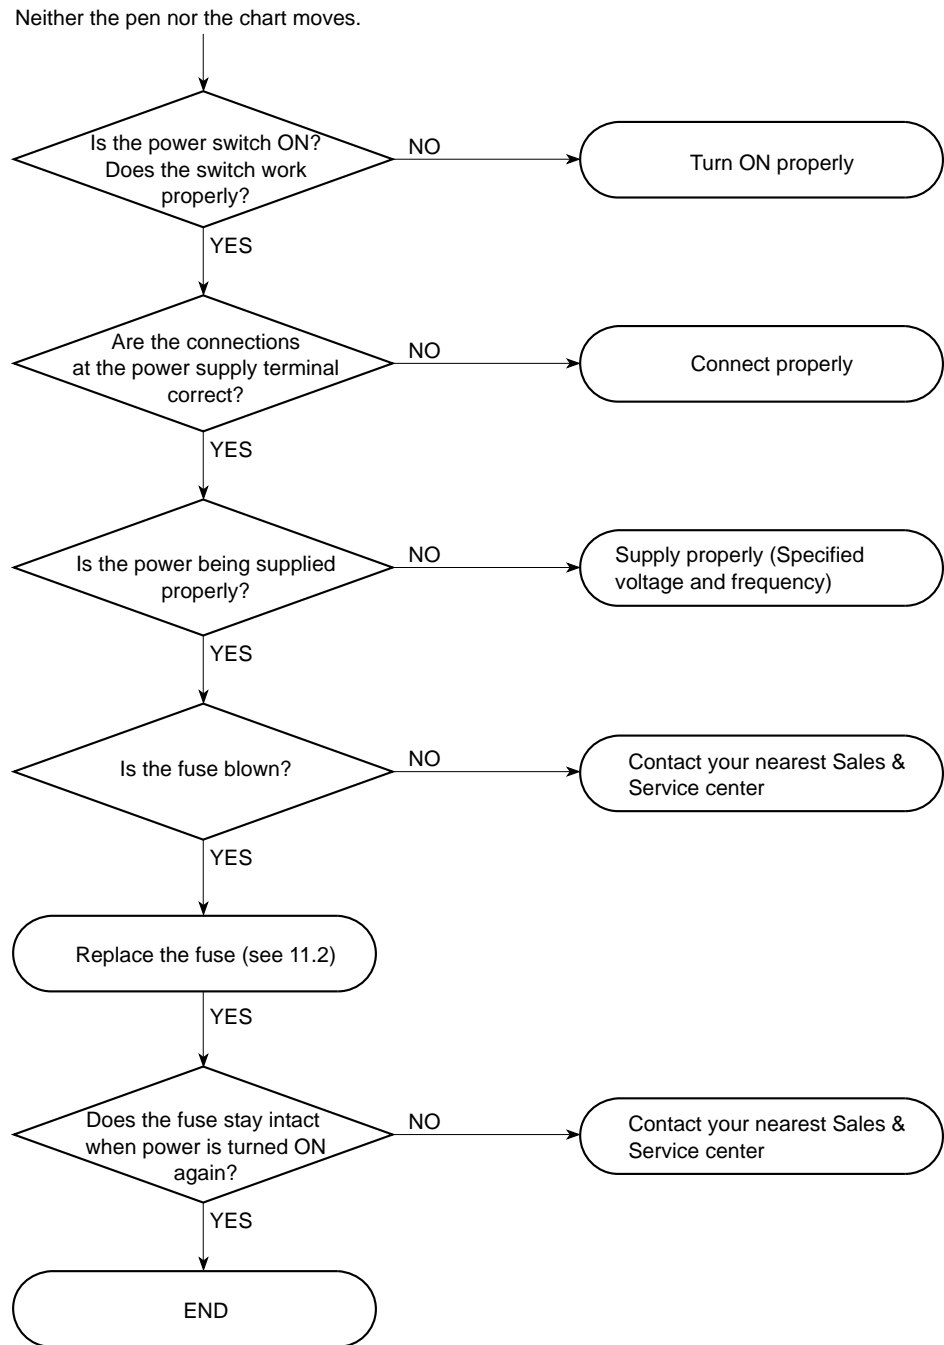 Neither the pen nor the chart moves.
Is the power switch ON?
Does the switch work
properly?
NO
Turn ON properly
YES
Are the connections
at the power supply terminal
correct?
NO
Connect properly
YES
Is the power being supplied
properly?
NO
Supply properly (Specified
voltage and frequency)
YES
Is the fuse blown?
NO
Contact your nearest Sales &
Service center
YES
Replace the fuse (see 11.2)
YES
Does the fuse stay intact
when power is turned ON
again?
NO
Contact your nearest Sales &
Service center
YES
END